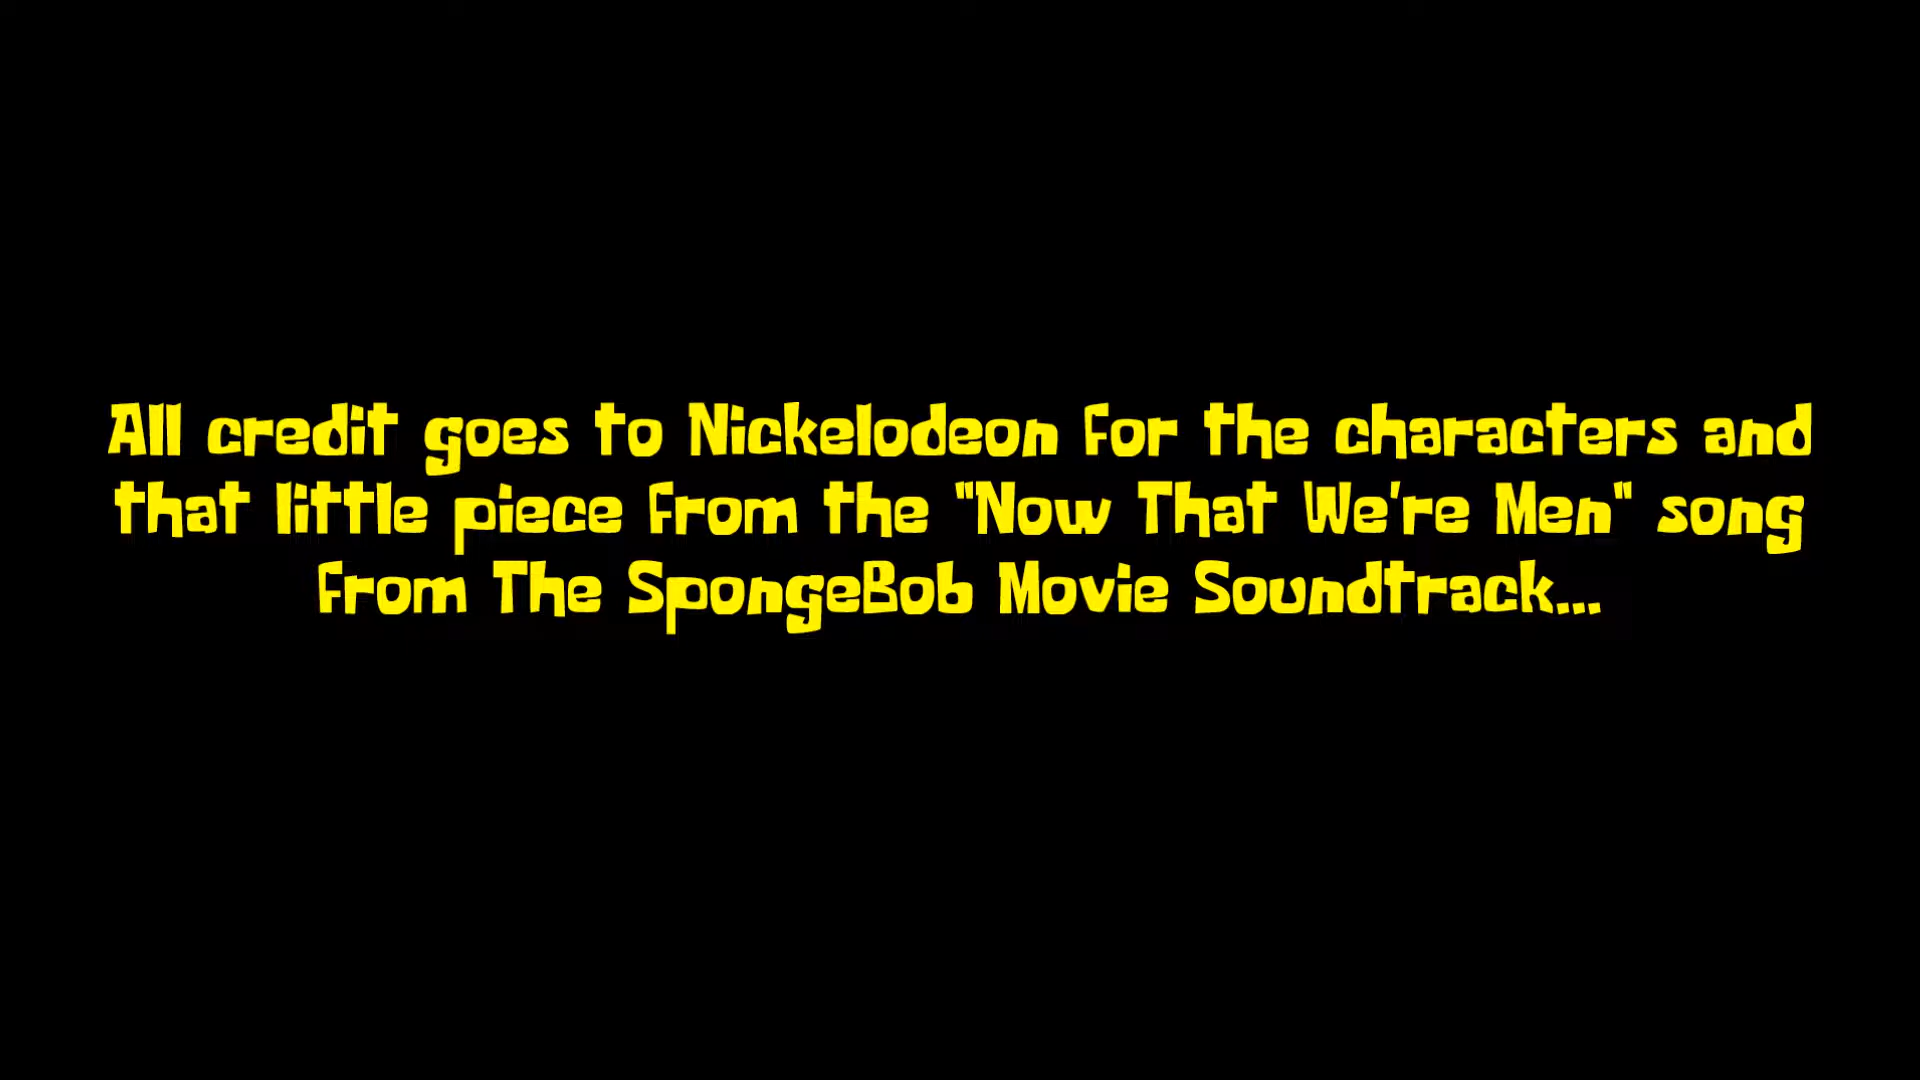 All credit goes to Nickelodeon for the characters and
that little piece from the "Now That We're Men" song
from The SpongeBob Movie Soundtrack...